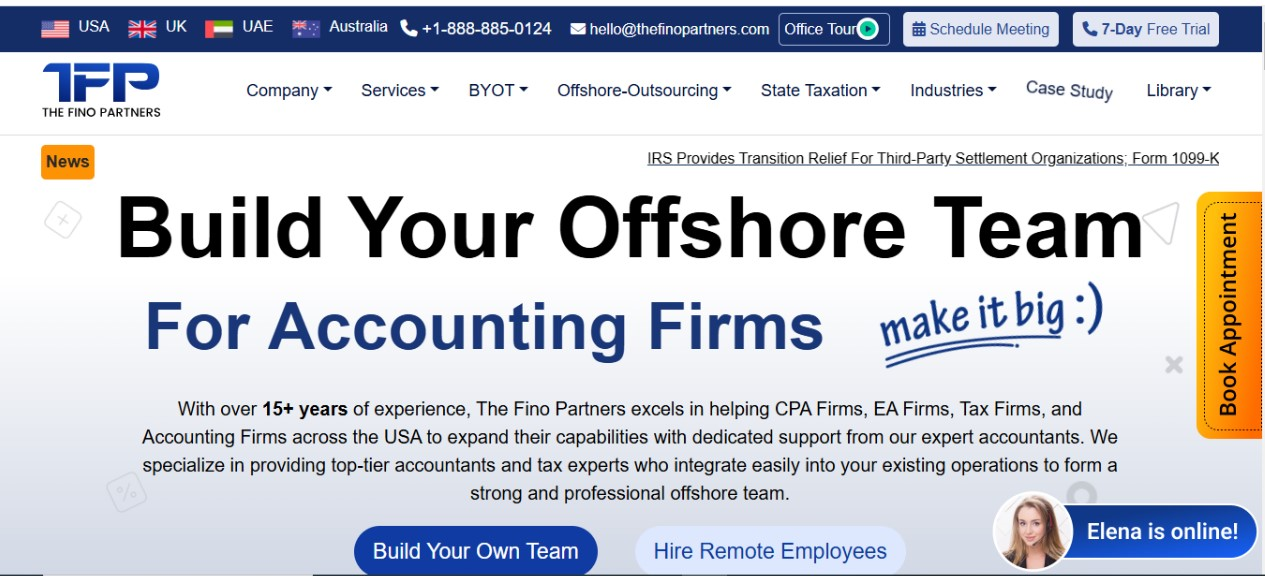 USA UK UAE Australia +1-888-885-0124 hello@thefinopartners.com Office Tour Schedule Meeting 7-Day Free Trial
TFP
THE FINO PARTNERS
Company Services BYOT Offshore-Outsourcing State Taxation Industries Case Study Library
News
IRS Provides Transition Relief For Third-Party Settlement Organizations; Form 1099-K
Build Your Offshore Team
For Accounting Firms
make it big :)
Book Appointment
With over 15+ years of experience, The Fino Partners excels in helping CPA Firms, EA Firms, Tax Firms, and
Accounting Firms across the USA to expand their capabilities with dedicated support from our expert accountants. We
specialize in providing top-tier accountants and tax experts who integrate easily into your existing operations to form a
strong and professional offshore team.
Build Your Own Team
Hire Remote Employees
Elena is online!